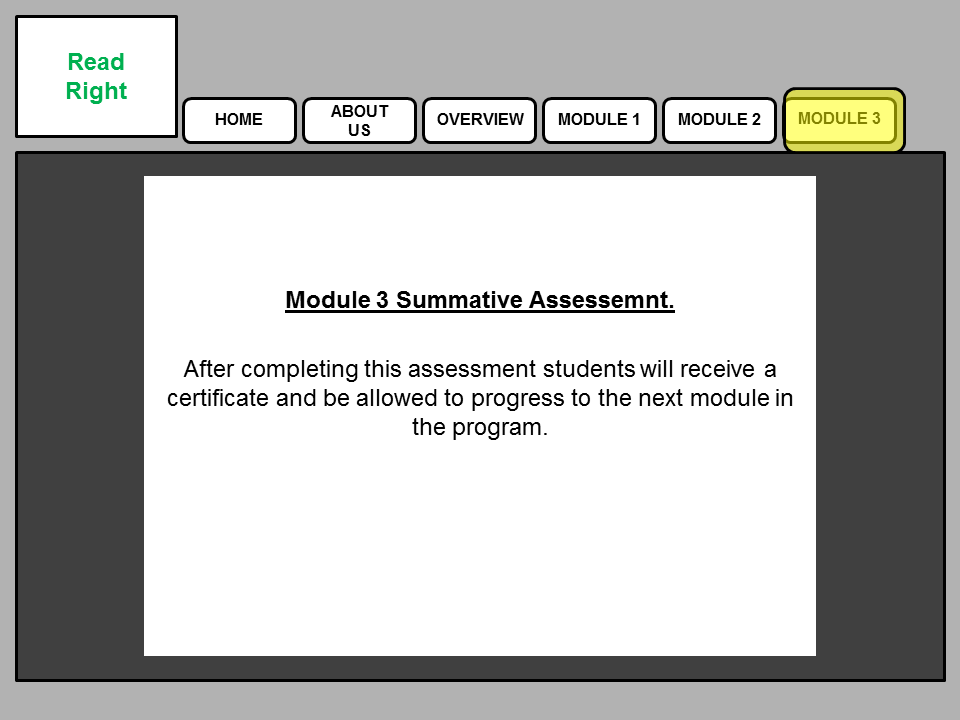 Read
Right
HOME
ABOUT
US
OVERVIEW
MODULE 1
MODULE 2
MODULE 3
Module 3 Summative Assessemnt.
After completing this assessment students will receive a
certificate and be allowed to progress to the next module in
the program.